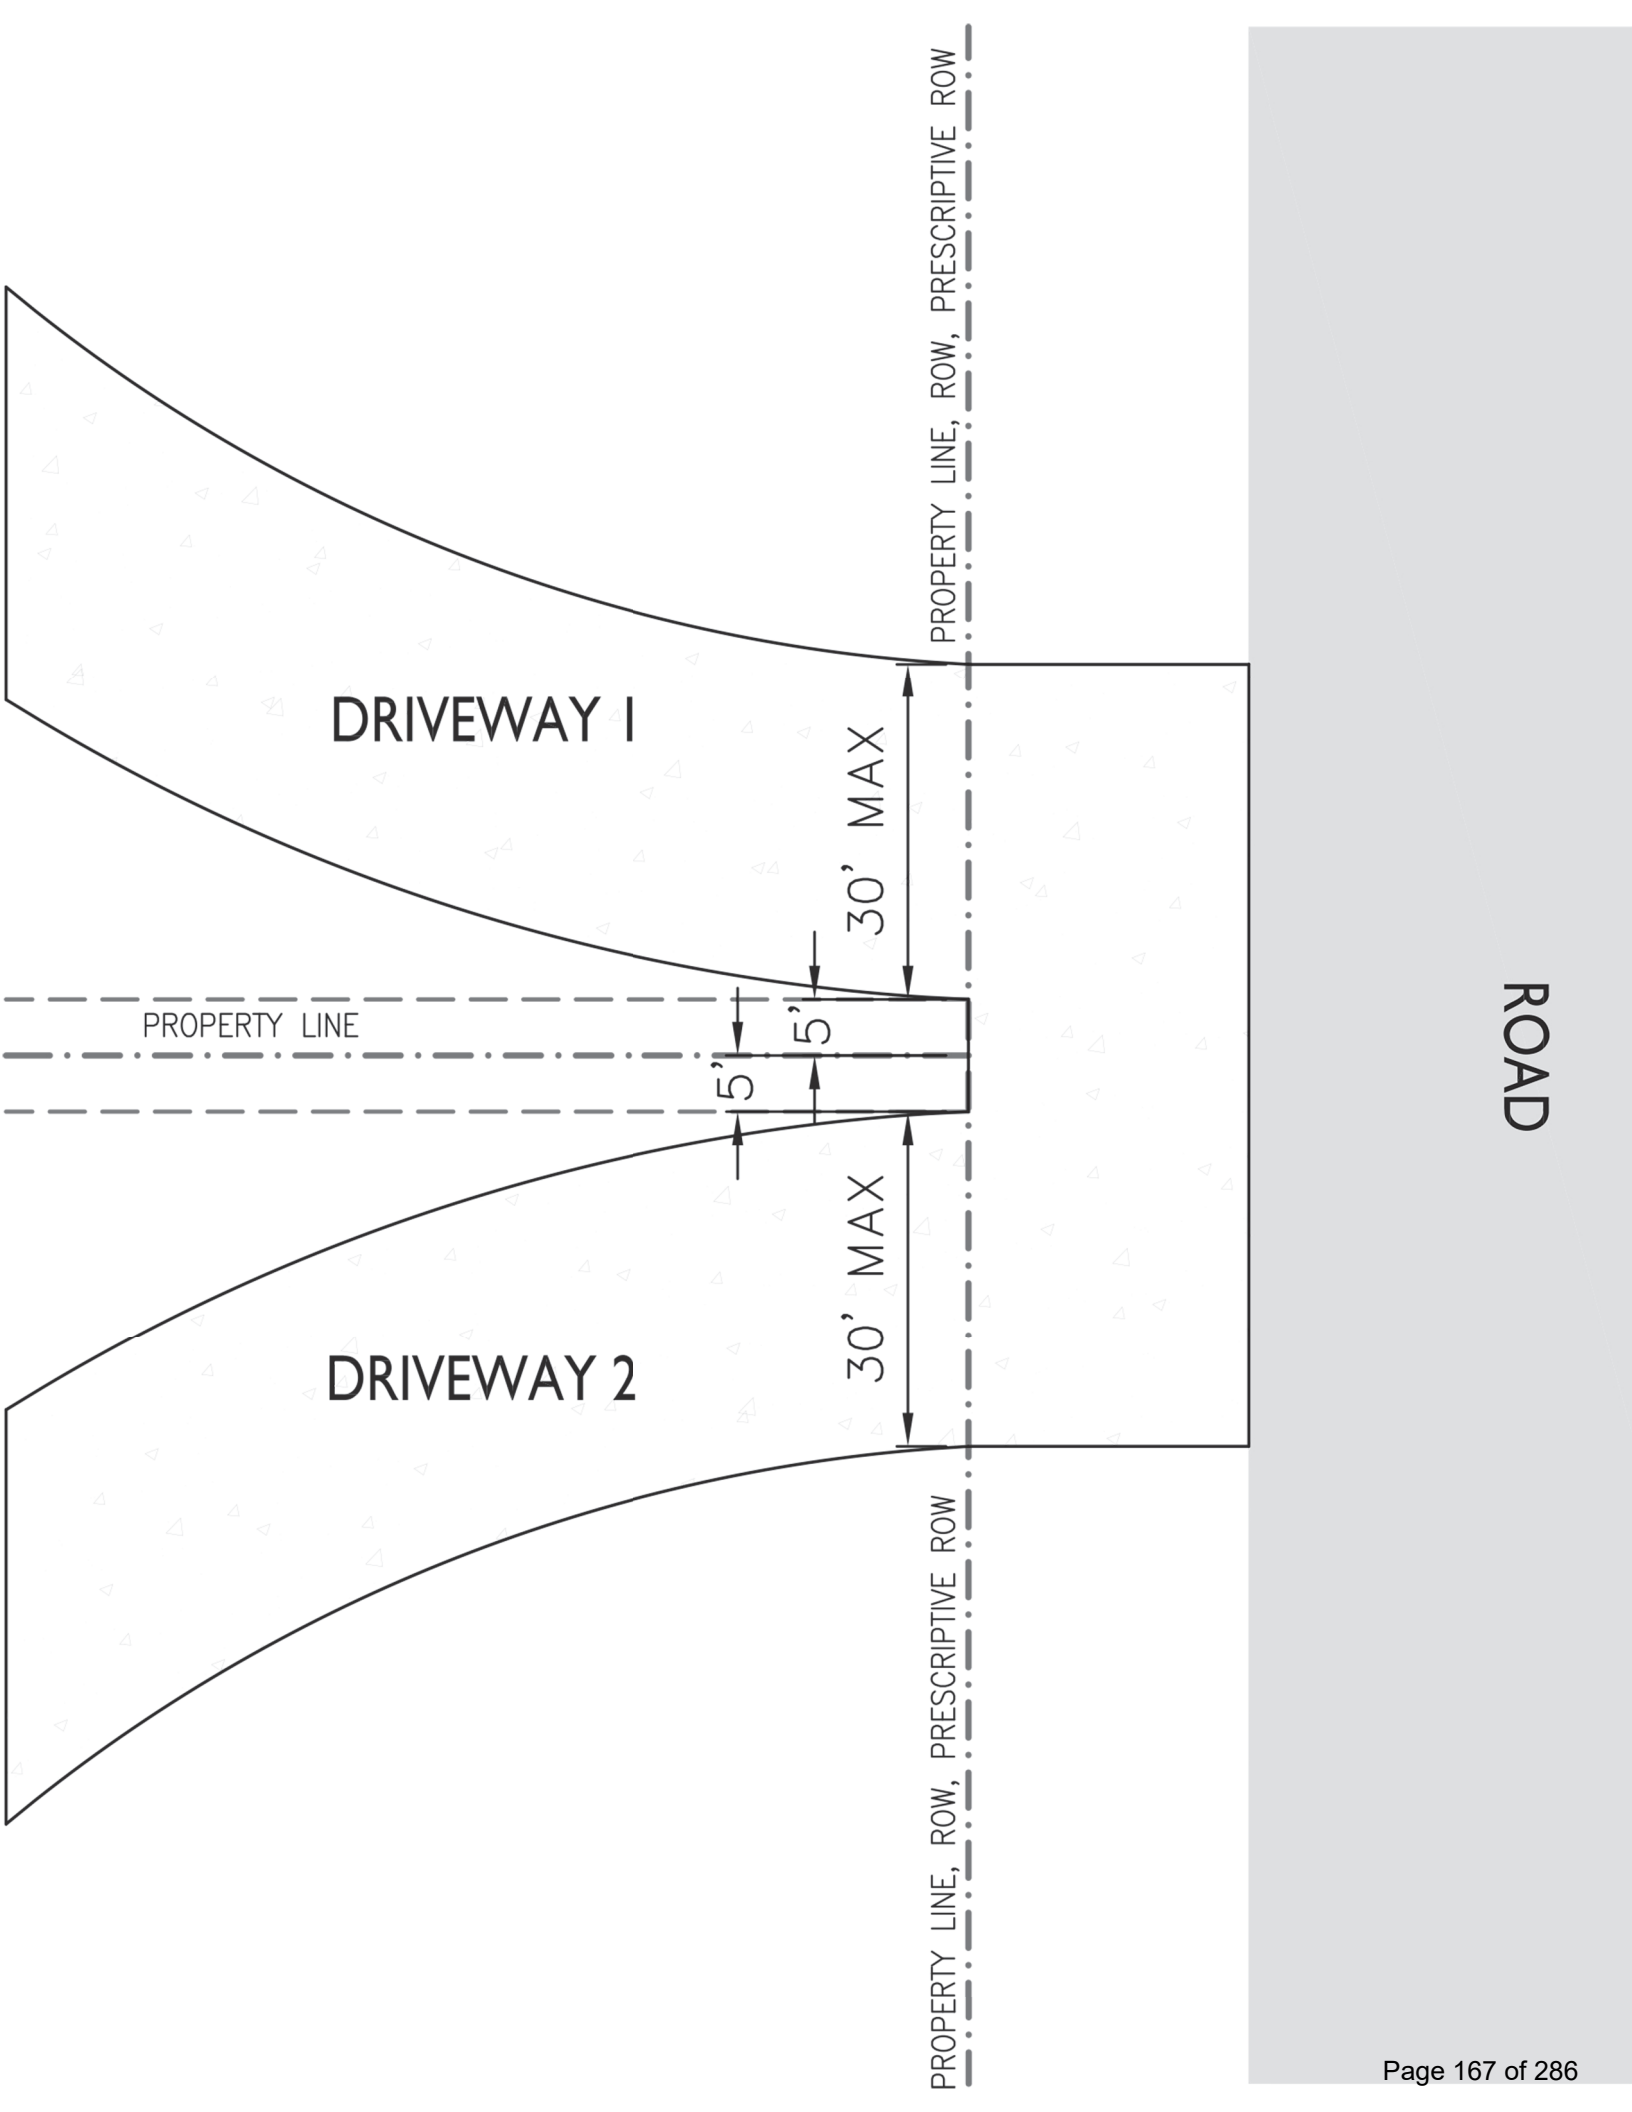 PROPERTY LINE, ROW, PRESCRIPTIVE ROW
DRIVEWAY 1
30' MAX
5'
PROPERTY LINE
5'
ROAD
30' MAX
DRIVEWAY 2
PROPERTY LINE, ROW, PRESCRIPTIVE ROW
Page 167 of 286